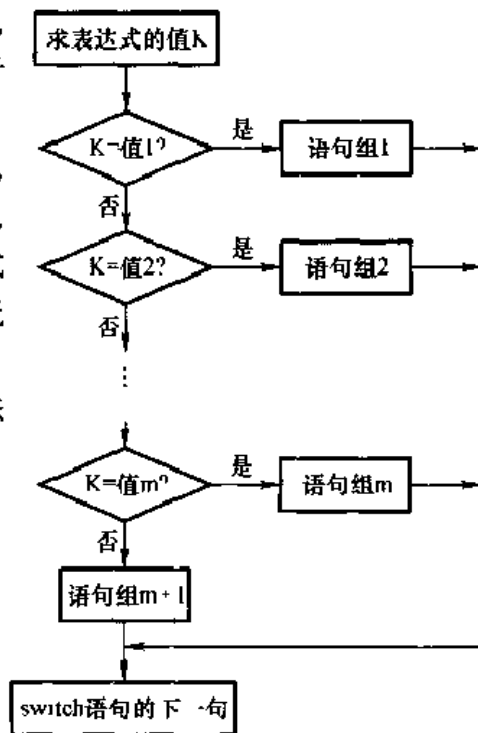 求表达式的值K
K=值1?
是
语句组1
否
K=值2?
是
语句组2
否
⋮
K=值m?
是
语句组m
否
语句组m+1
switch语句的下一句